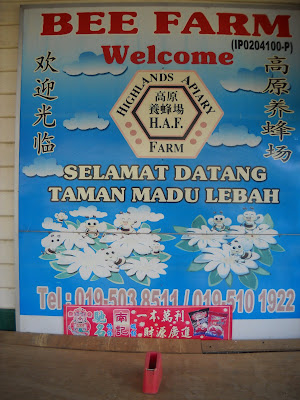 BEE FARM
Welcome
(IP0204100-P)
欢迎光临
高原养蜂场
HIGHLANDS APIARY
高原
養蜂場
H.A.F.
FARM
SELAMAT DATANG
TAMAN MADU LEBAH
Tel : 019-503 8511 / 019-510 1922
南記
一本萬利
財源廣進